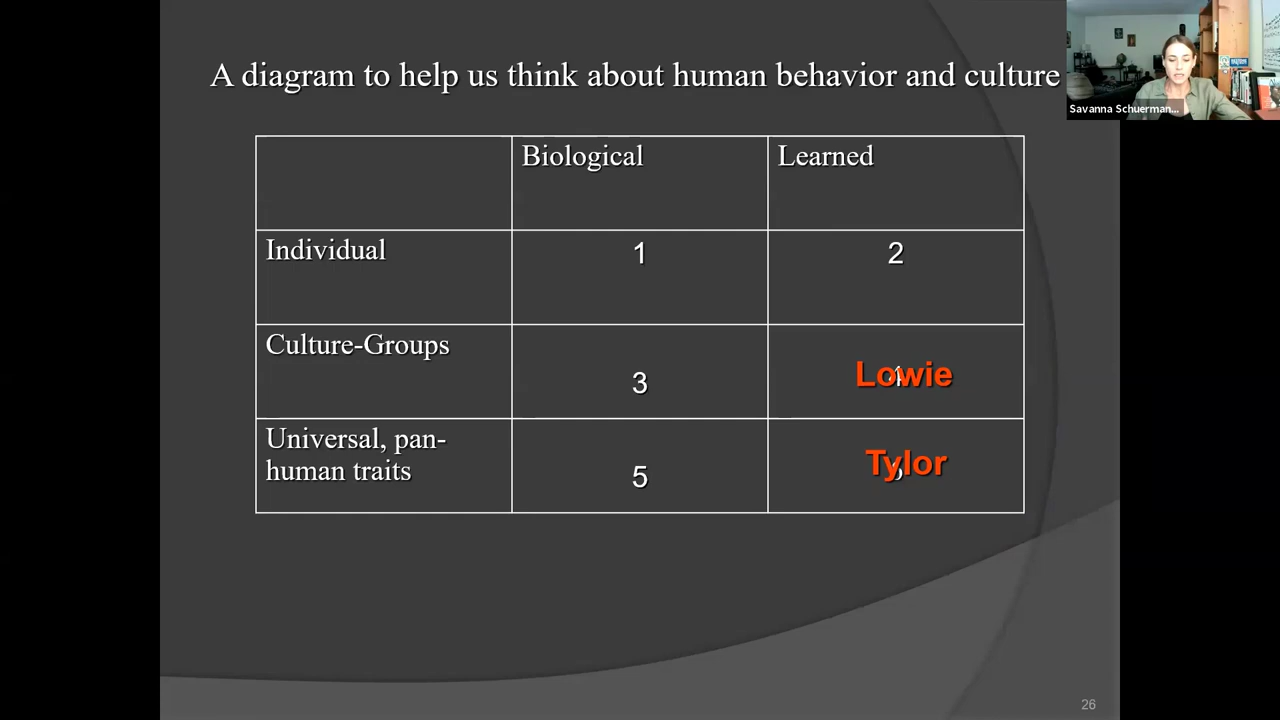 A diagram to help us think about human behavior and culture
Savanna Schuerman...
Biological
Learned
Individual
1
2
Culture-Groups
3
4
Lowie
Universal, pan-
human traits
5
Tylor
26